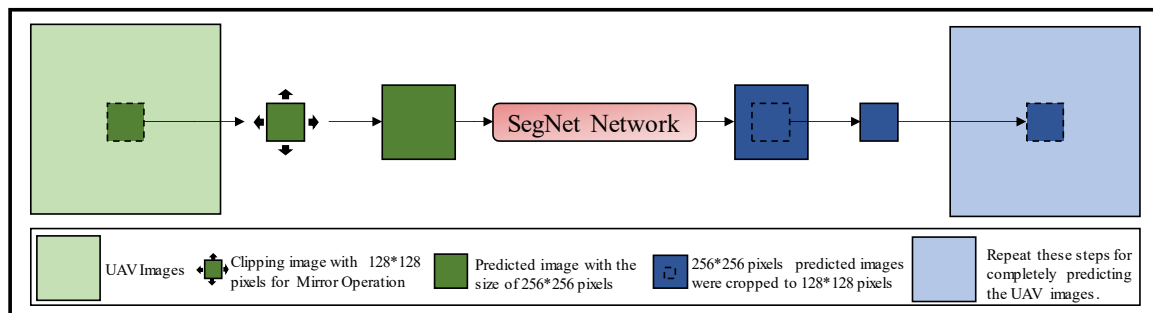 SegNet Network
UAV Images
Clipping image with 128*128
pixels for Mirror Operation
Predicted image with the
size of 256*256 pixels
256*256 pixels predicted images
were cropped to 128*128 pixels
Repeat these steps for
completely predicting
the UAV images.